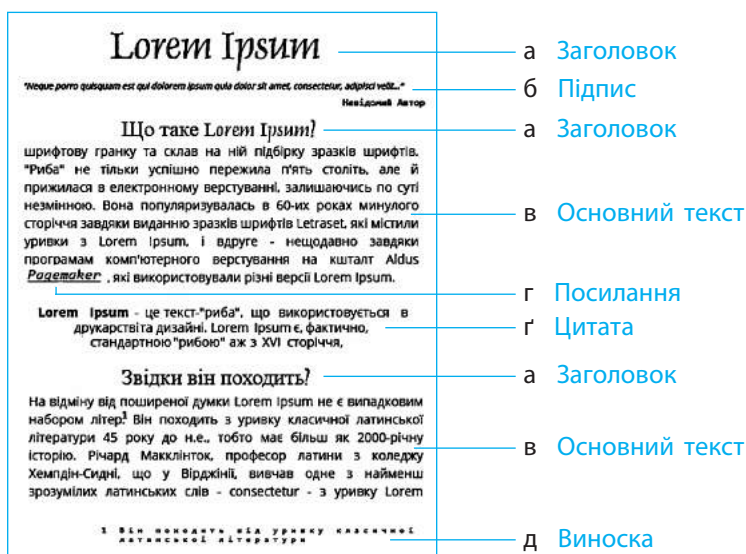 Lorem Ipsum
а Заголовок
"Neque porro quisquam est qui dolorem ipsum quia dolor sit amet, consectetur, adipisci velit..."
б Підпис
Невідомий Автор
Що таке Lorem Ipsum?
а Заголовок
шрифтову гранку та склав на ній підбірку зразків шрифтів.
"Риба" не тільки успішно пережила п'ять століть, але й
прижилася в електронному верстуванні, залишаючись по суті
незмінною. Вона популяризувалась в 60-их роках минулого
сторіччя завдяки виданню зразків шрифтів Letraset, які містили
в Основний текст
уривки з Lorem Ipsum, і вдруге - нещодавно завдяки
програмам комп'ютерного верстування на кшталт Aldus
Pagemaker , які використовували різні версії Lorem Ipsum.
г Посилання
Lorem Ipsum - це текст-"риба", що використовується в
друкарствіта дизайні. Lorem Ipsum є, фактично,
ґ Цитата
стандартною "рибою" аж з XVI сторіччя,
Звідки він походить?
а Заголовок
На відміну від поширеної думки Lorem Ipsum не є випадковим
набором літер.1 Він походить з уривку класичної латинської
літератури 45 року до н.е., тобто має більш як 2000-річну
історію. Річард Макклінток, професор латини з коледжу
в Основний текст
Хемпдін-Сидні, що у Вірджінії, вивчав одне з найменш
зрозумілих латинських слів - consectetur - з уривку Lorem
1 Він походить від уривку класичної
латинської літератури
д Виноска